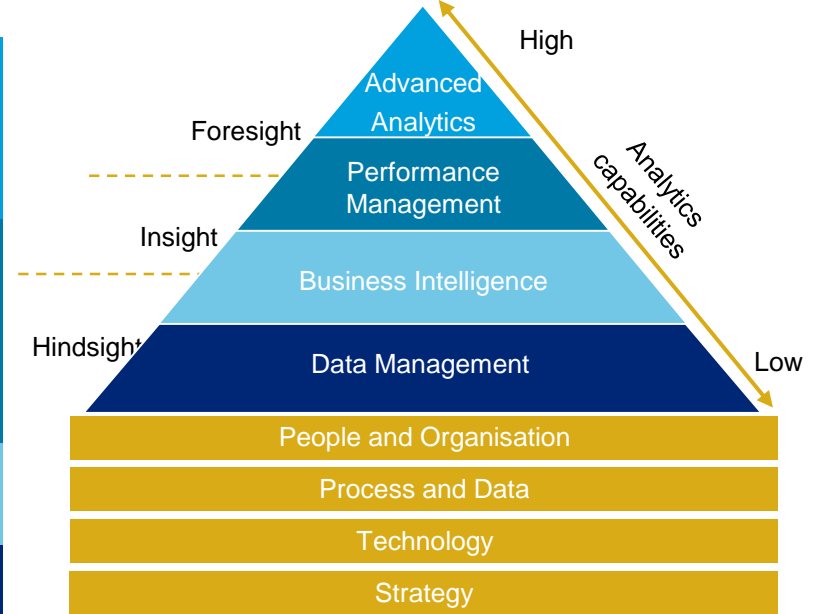 High
Advanced
Analytics
Foresight
Analytics
capabilities
Performance
Management
Insight
Business Intelligence
Hindsight
Data Management
Low
People and Organisation
Process and Data
Technology
Strategy